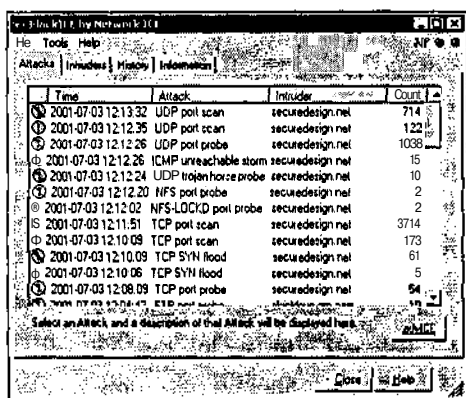 by Network ICE
He Tools Help
Attacks Intruders History Information
Time Attack Intruder Count
2001-07-03 12:13:32 UDP port scan securedesign.net 714
2001-07-03 12:12.35 UDP port scan securedesign.net 122
2001-07-03 12:12:26 UDP port probe securedesign.net 1038
2001-07-03 12.12.26 ICMP unreachable storm securedesign.net 15
2001-07-03 12:12:24 UDP trojan horse probe securedesign.net 10
2001-07-03 12:12.20 NFS port probe securedesign.net 2
2001-07-03 12:12:02 NFS-LOCKD port probe securedesign.net 2
IS 2001-07-03 12:11:51 TCP port scan securedesign.net 3714
2001-07-03 12:10:09 TCP port scan securedesign.net 173
2001-07-03 12.10.09 TCP SYN flood securedesign.net 61
2001-07-03 12:10 06 TCP SYN flood securedesign.net 5
2001-07-03 12:08.09 TCP port probe securedesign.net 54
Select an Attack, and a description of that Attack will be displayed here.
Close Help